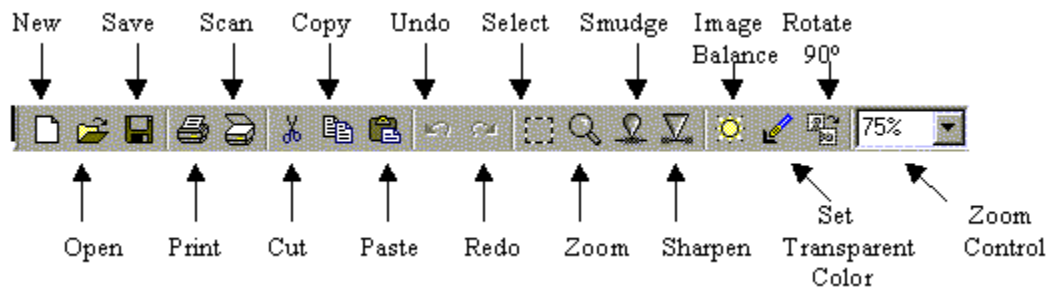 New Save Scan Copy Undo Select Smudge Image Rotate
Balance 90º
75%
Open Print Cut Paste Redo Zoom Sharpen Set Zoom
Transparent Control
Color